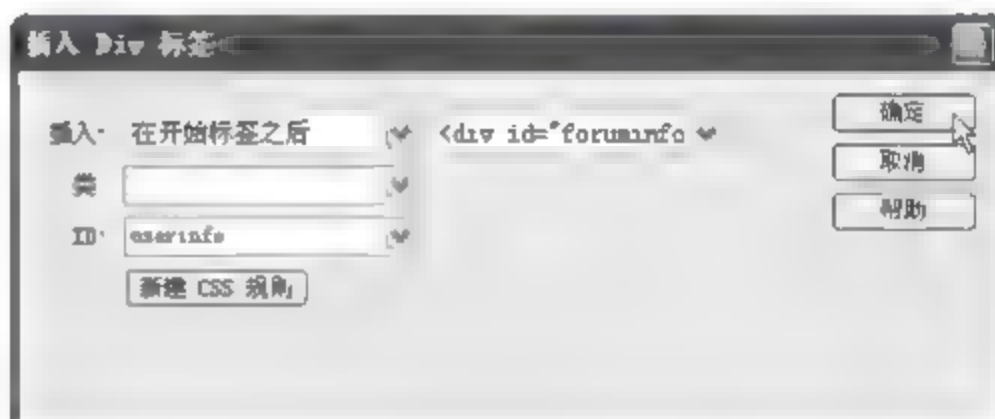 插入 Div 标签
插入: 在开始标签之后 <div id="foruminfo
类
ID: userinfo
新建 CSS 规则
确定
取消
帮助